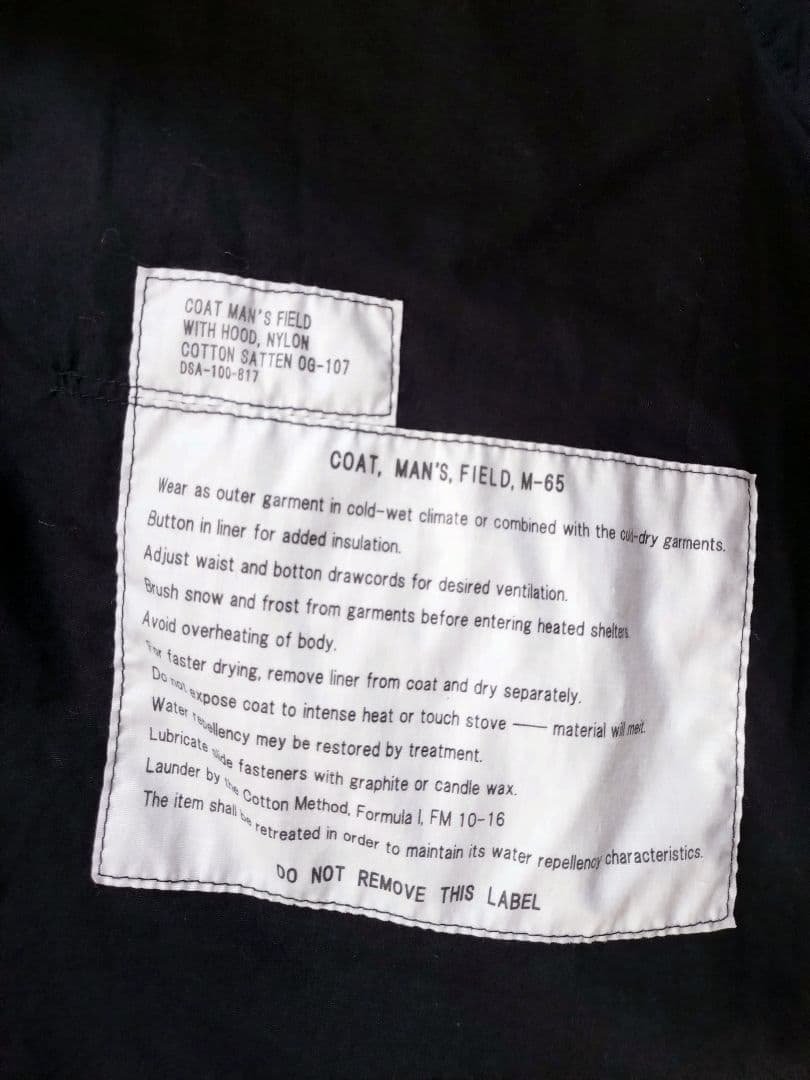 COAT MAN'S FIELD
WITH HOOD, NYLON
COTTON SATTEN OG-107
DSA-100-817
COAT, MAN'S, FIELD, M-65
Wear as outer garment in cold-wet climate or combined with the cold-dry garments.
Button in liner for added insulation.
Adjust waist and botton drawcords for desired ventilation.
Brush snow and frost from garments before entering heated shelters.
Avoid overheating of body.
For faster drying, remove liner from coat and dry separately.
Do not expose coat to intense heat or touch stove — material will melt.
Water repellency mey be restored by treatment.
Lubricate slide fasteners with graphite or candle wax.
Launder by the Cotton Method, Formula I, FM 10-16
The item shall be retreated in order to maintain its water repellency characteristics.
DO NOT REMOVE THIS LABEL